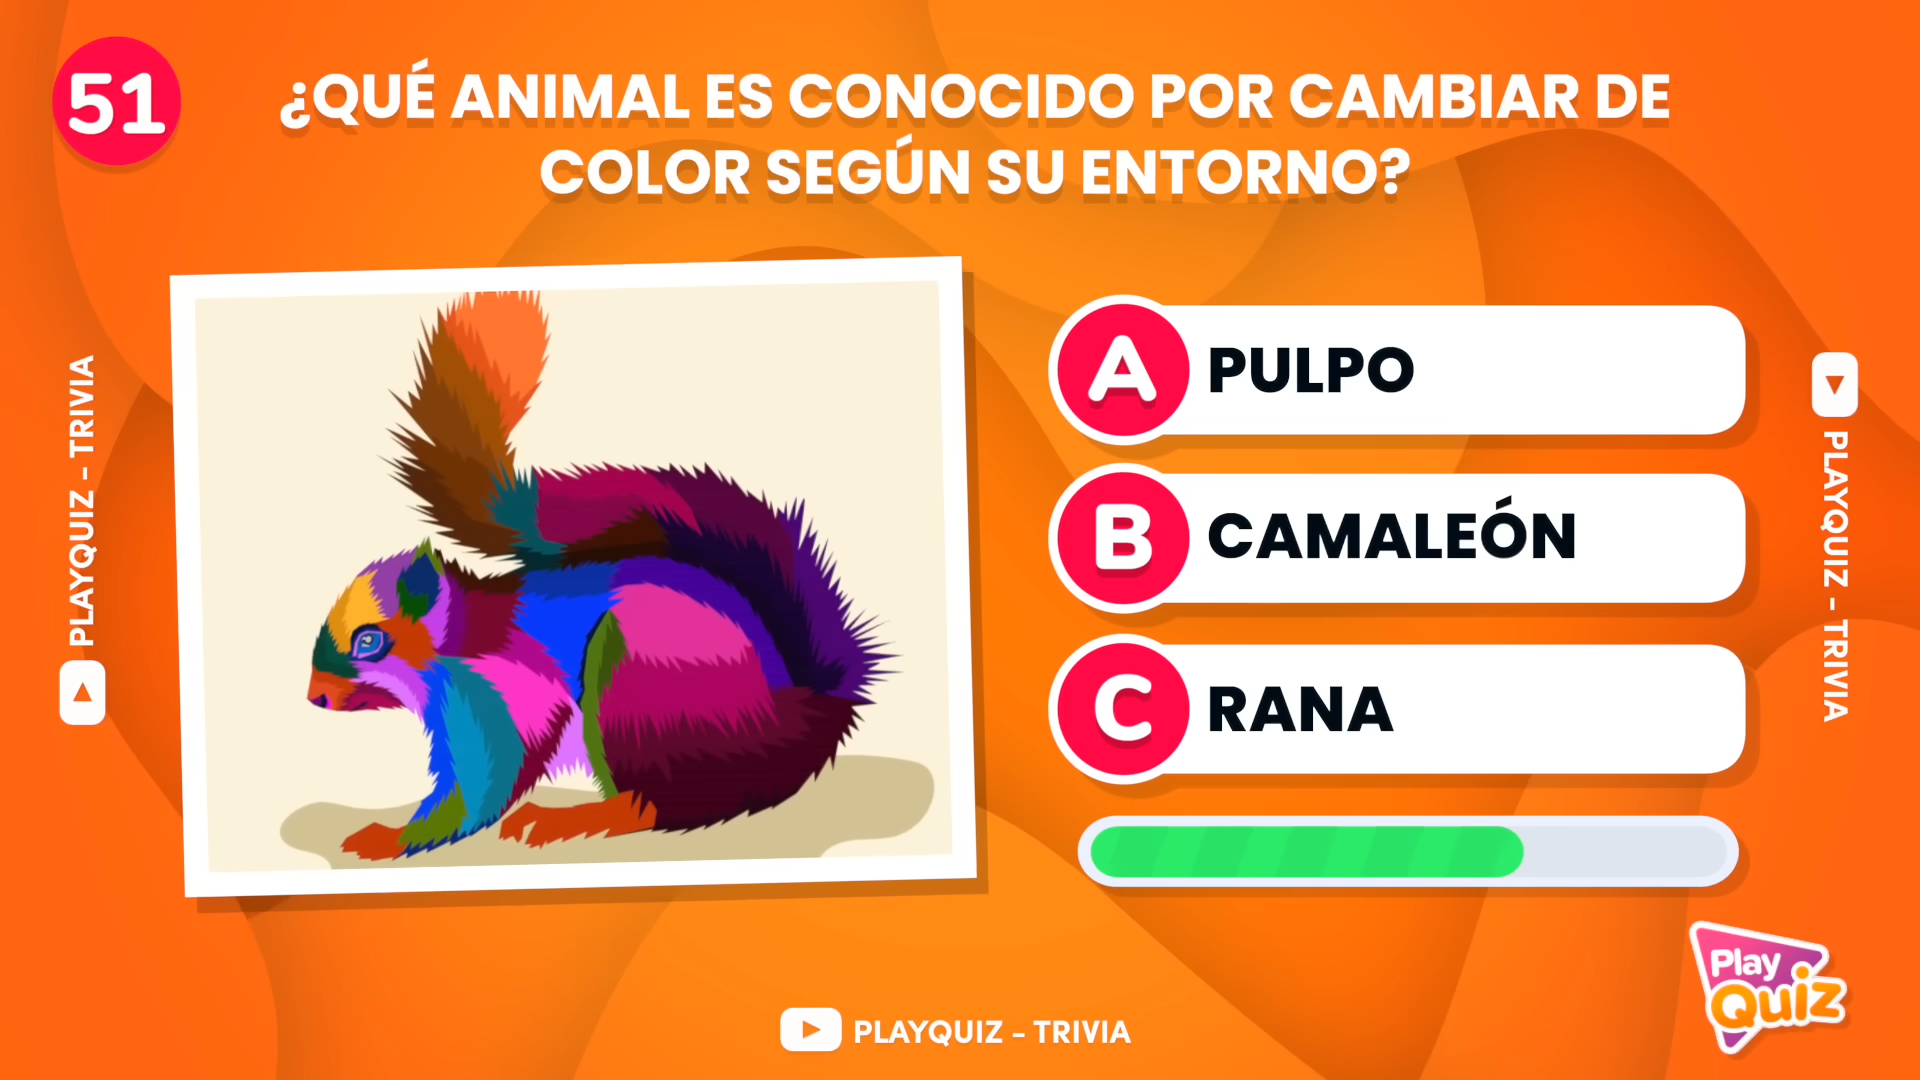 51
¿QUÉ ANIMAL ES CONOCIDO POR CAMBIAR DE
COLOR SEGÚN SU ENTORNO?
A PULPO
B CAMALEÓN
C RANA
PLAYQUIZ - TRIVIA
PLAYQUIZ - TRIVIA
PLAYQUIZ - TRIVIA
Play
Quiz